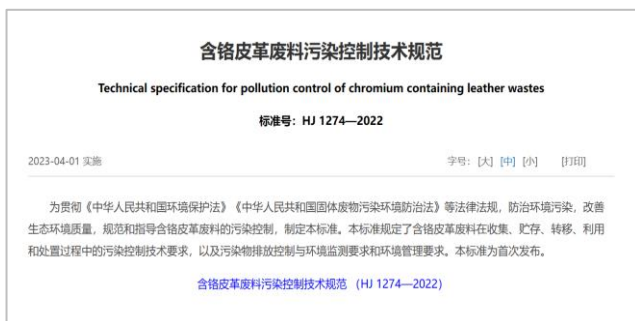 含铬皮革废料污染控制技术规范
Technical specification for pollution control of chromium containing leather wastes
标准号：HJ 1274—2022
2023-04-01 实施 字号：[大] [中] [小] [打印]
为贯彻《中华人民共和国环境保护法》《中华人民共和国固体废物污染环境防治法》等法律法规，防治环境污染，改善
生态环境质量，规范和指导含铬皮革废料的污染控制，制定本标准。本标准规定了含铬皮革废料在收集、贮存、转移、利用
和处置过程中的污染控制技术要求，以及污染物排放控制与环境监测要求和环境管理要求。本标准为首次发布。
含铬皮革废料污染控制技术规范 （HJ 1274—2022）